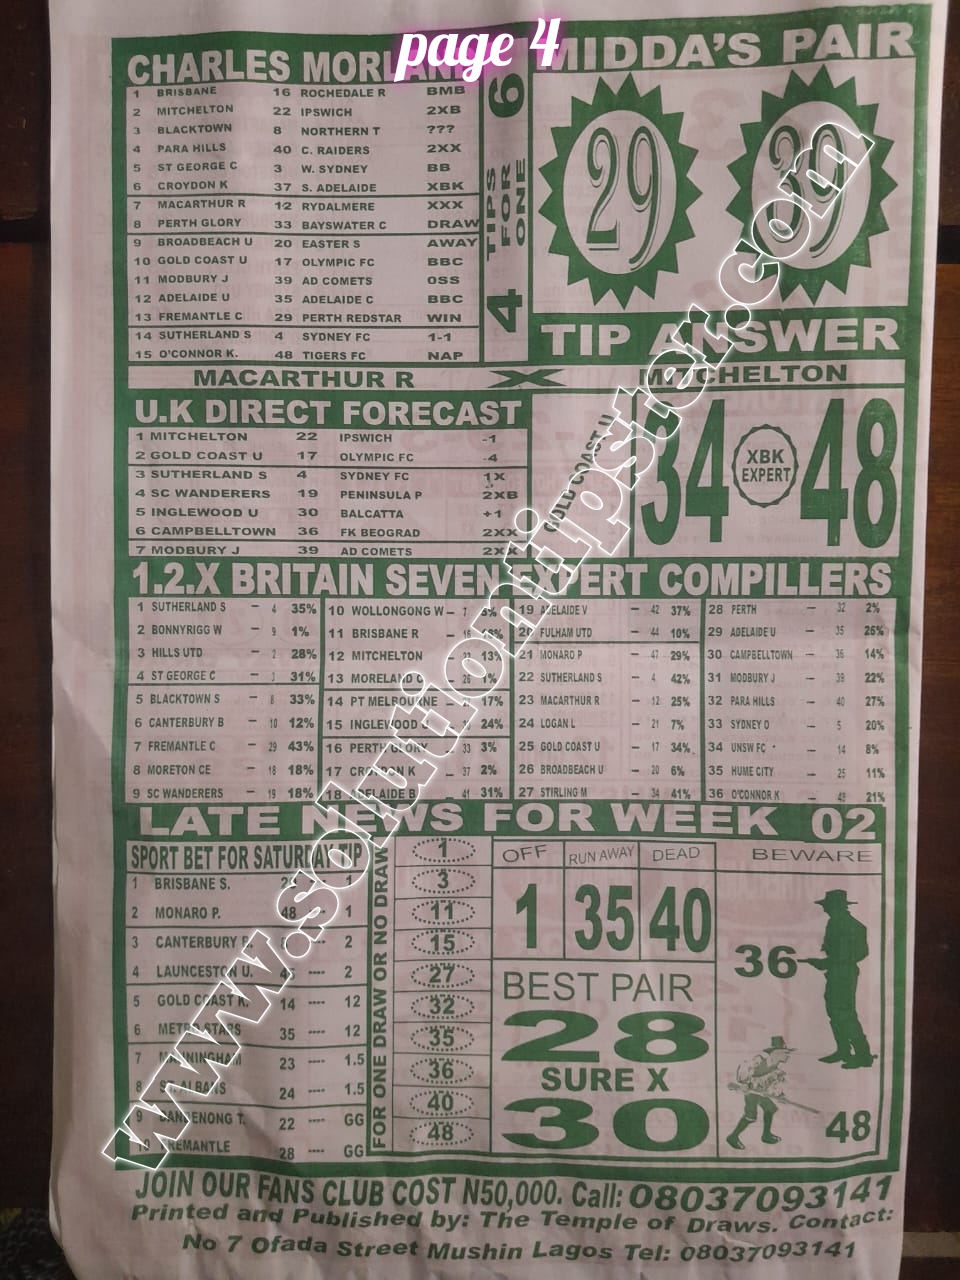 page 4
CHARLES
MIDDA'S PAIR
1 BRISBANE 16 ROCHEDALE R BMB
2 MITCHELTON 22 IPSWICH 2XB
3 BLACKTOWN 8 NORTHERN T ???
4 PARA HILLS 40 C. RAIDERS 2XX
5 ST GEORGE C 3 W. SYDNEY BB
6 CROYDON K 37 S. ADELAIDE XBK
7 MACARTHUR R 12 RYDALMERE XXX
8 PERTH GLORY 33 BAYSWATER C DRAW
9 BROADBEACH U 20 EASTER S AWAY
10 GOLD COAST U 17 OLYMPIC FC BBC
11 MODBURY J 39 AD COMETS 0SS
12 ADELAIDE U 35 ADELAIDE C BBC
13 FREMANTLE C 29 PERTH REDSTAR WIN
14 SUTHERLAND S 4 SYDNEY FC 1-1
15 O'CONNOR K. 48 TIGERS FC NAP
4 TIPS FOR ONE 6
29 39
TIP ANSWER
MACARTHUR R X MITCHELTON
U.K DIRECT FORECAST
1 MITCHELTON 22 IPSWICH -1
2 GOLD COAST U 17 OLYMPIC FC -4
3 SUTHERLAND S 4 SYDNEY FC 1X
4 SC WANDERERS 19 PENINSULA P 2XB
5 INGLEWOOD U 30 BALCATTA +1
6 CAMPBELLTOWN 36 FK BEOGRAD 2XX
7 MODBURY J 39 AD COMETS 2XX
GOLD COAST U
34 XBK EXPERT 48
1.2.X BRITAIN SEVEN EXPERT COMPILLERS
1 SUTHERLAND S – 4 35%
2 BONNYRIGG W – 9 1%
3 HILLS UTD – 2 28%
4 ST GEORGE C – 3 31%
5 BLACKTOWN S – 8 33%
6 CANTERBURY B – 10 12%
7 FREMANTLE C – 29 43%
8 MORETON CE – 18 18%
9 SC WANDERERS – 19 18%
10 WOLLONGONG W – 7
11 BRISBANE R – 16
12 MITCHELTON – 22 13%
13 MORELAND C – 26 1%
14 PT MELBOURNE – 17%
15 INGLEWOOD 24%
16 PERTH GLORY – 33 3%
17 CROYDON K – 37 2%
18 ADELAIDE B – 41 31%
19 ADELAIDE V – 42 37%
20 FULHAM UTD – 44 10%
21 MONARO P – 47 29%
22 SUTHERLAND S – 4 42%
23 MACARTHUR R – 12 25%
24 LOGAN L – 21 7%
25 GOLD COAST U – 17 34%
26 BROADBEACH U – 20 6%
27 STIRLING M – 34 41%
28 PERTH – 32 2%
29 ADELAIDE U – 35 25%
30 CAMPBELLTOWN – 36 14%
31 MODBURY J – 39 22%
32 PARA HILLS – 40 27%
33 SYDNEY O – 5 20%
34 UNSW FC – 14 8%
35 HUME CITY – 25 11%
36 O'CONNOR K – 48 21%
LATE NEWS FOR WEEK 02
SPORT BET FOR SATURDAY TIP
1 BRISBANE S. 1
2 MONARO P. 48 --- 1
3 CANTERBURY --- 2
4 LAUNCESTON U. ---- 2
5 GOLD COAST K. 14 ---- 12
6 METRO STARS 35 ---- 12
7 MANNINGHAM 23 ---- 1.5
8 ST. ALBANS 24 ---- 1.5
9 DANDENONG T. 22 ---- GG
10 FREMANTLE 28 ---- GG
FOR ONE DRAW OR NO DRAW
1
3
11
15
27
32
35
36
40
48
OFF RUN AWAY DEAD
1 35 40
BEST PAIR
28
SURE X
30
BEWARE
36
48
JOIN OUR FANS CLUB COST N50,000. Call: 08037093141
Printed and Published by: The Temple of Draws. Contact:
No 7 Ofada Street Mushin Lagos Tel: 08037093141
www.solutiontipster.com